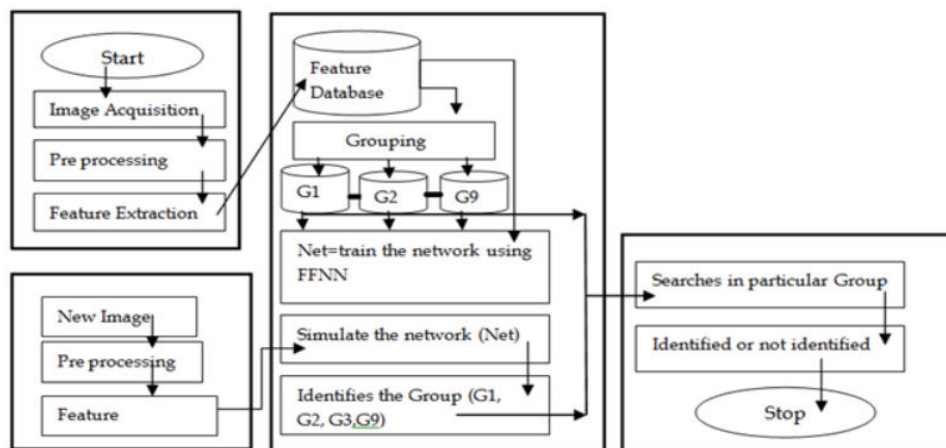 Start
Image Acquisition
Pre processing
Feature Extraction
New Image
Pre processing
Feature
Feature
Database
Grouping
G1
G2
G9
Net=train the network using
FFNN
Simulate the network (Net)
Identifies the Group (G1,
G2, G3,G9)
Searches in particular Group
Identified or not identified
Stop